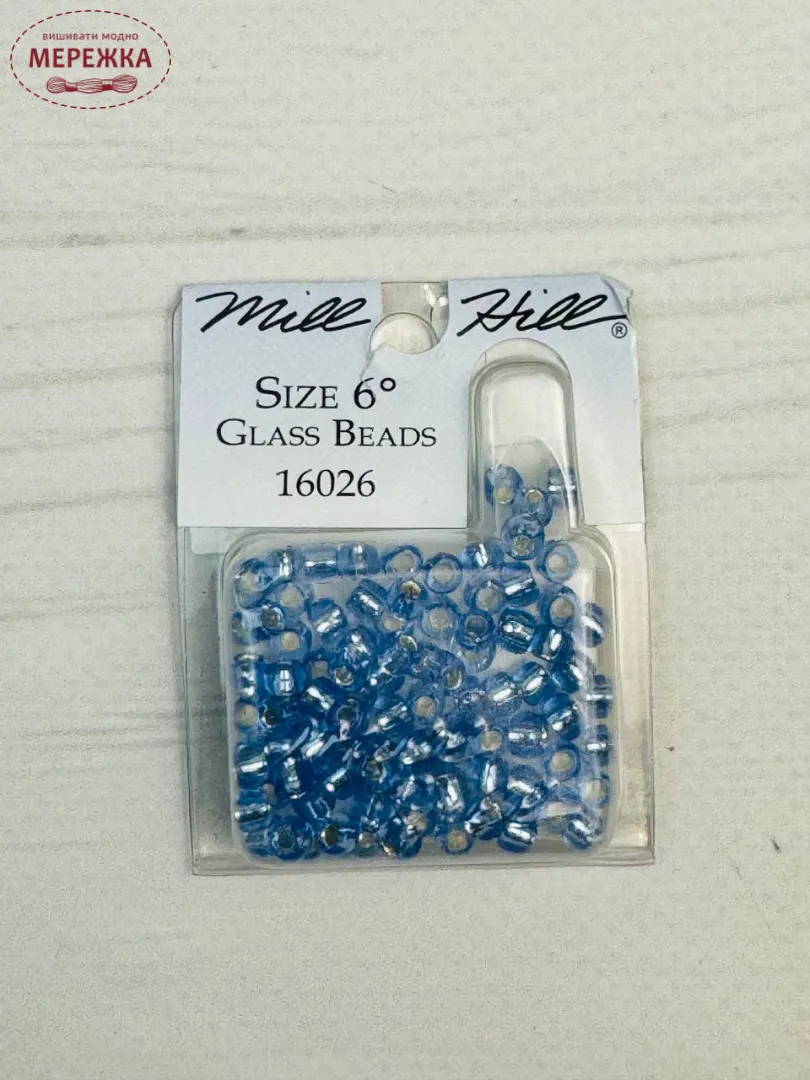 вишивати модно
МЕРЕЖКА
Mill Hill®
Size 6°
Glass Beads
16026